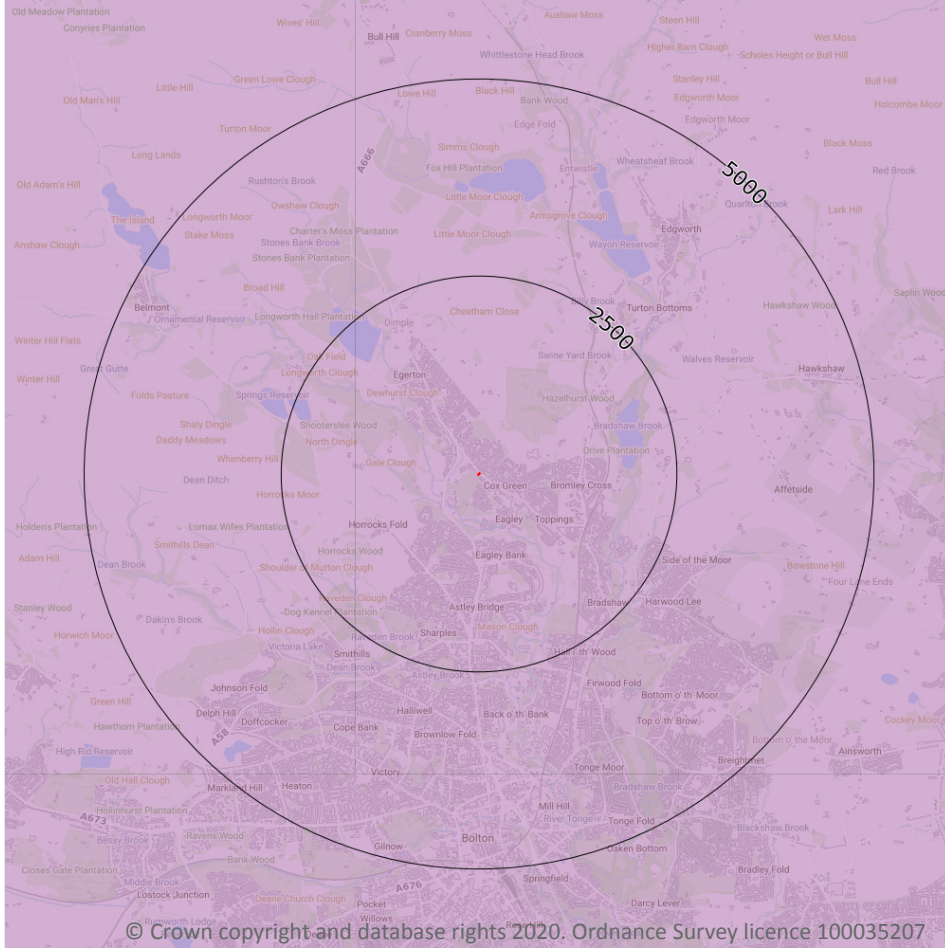 Old Meadow Plantation
Conyries Plantation
Wives' Hill
Bull Hill
Cranberry Moss
Aushaw Moss
Steen Hill
Wet Moss
Whittlestone Head Brook
Higher Barn Clough
Scholes Height or Bull Hill
Little Hill
Green Lowe Clough
Stanley Hill
Bull Hill
Old Man's Hill
Lowe Hill
Black Hill
Bank Wood
Edgworth Moor
Holcombe Moor
Turton Moor
Edge Fold
Edgworth Moor
Long Lands
A666
Simms Clough
Black Moss
Fox Hill Plantation
Entwistle
Wheatsheaf Brook
5000
Red Brook
Old Adam's Hill
Rushton's Brook
Little Moor Clough
Owshaw Clough
Quarlton Brook
The Island
Longworth Moor
Armsgrove Clough
Lark Hill
Stake Moss
Charter's Moss Plantation
Little Moor Clough
Edgworth
Anshaw Clough
Stones Bank Brook
Wayoh Reservoir
Stones Bank Plantation
Broad Hill
Saplin Wood
Belmont
Billy Brook
Turton Bottoms
Hawkshaw Wood
Ornamental Reservoir
Longworth Hall Plantation
Dimple
Cheetham Close
2500
Winter Hill Flats
Oak Field
Swine Yard Brook
Walves Reservoir
Great Gutte
Longworth Clough
Egerton
Hawkshaw
Winter Hill
Folds Pasture
Springs Reservoir
Dewhurst Clough
Hazelhurst Wood
Shaly Dingle
Shooterslee Wood
Bradshaw Brook
Daddy Meadows
North Dingle
Whimberry Hill
Gale Clough
Drive Plantation
Dean Ditch
Cox Green
Bromley Cross
Affetside
Horrocks Moor
Holden's Plantation
Lomax Wifes Plantation
Horrocks Fold
Eagley
Toppings
Smithills Dean
Adam Hill
Dean Brook
Horrocks Wood
Eagley Bank
Side of the Moor
Shoulder of Mutton Clough
Bowstone Hill
Four Lane Ends
Stanley Wood
Raveden Clough
Astley Bridge
Bradshaw
Harwood Lee
Dakin's Brook
Dog Kennel Plantation
Horwich Moor
Hollin Clough
Ravenden Brook
Sharples
Mason Clough
Victoria Lake
Smithills
Hall i' th' Wood
Dean Brook
Astley Brook
Johnson Fold
Firwood Fold
Green Hill
Bottom o' th' Moor
Delph Hill
Halliwell
Back o' th' Bank
Hawthorn Plantation
Doffcocker
Cope Bank
Top o' th' Brow
Cockey Moor
A58
Brownlow Fold
Bottom o' the Moor
High Rid Reservoir
Ainsworth
Breightmet
Old Hall Clough
Victory
Tonge Moor
Markland Hill
Heaton
Bradshaw Brook
Hollinhurst Plantation
Mill Hill
A673
River Tonge
Tonge Fold
Blackshaw Brook
Bessy Brook
Ravens Wood
Gilnow
Bolton
Oaken Bottom
Bank Wood
Closes Gate Plantation
Bradley Fold
Middle Brook
A676
Springfield
Lostock Junction
Deane Church Clough
Pocket
Darcy Lever
Willows
Rumworth Lodge
© Crown copyright and database rights 2020. Ordnance Survey licence 100035207.